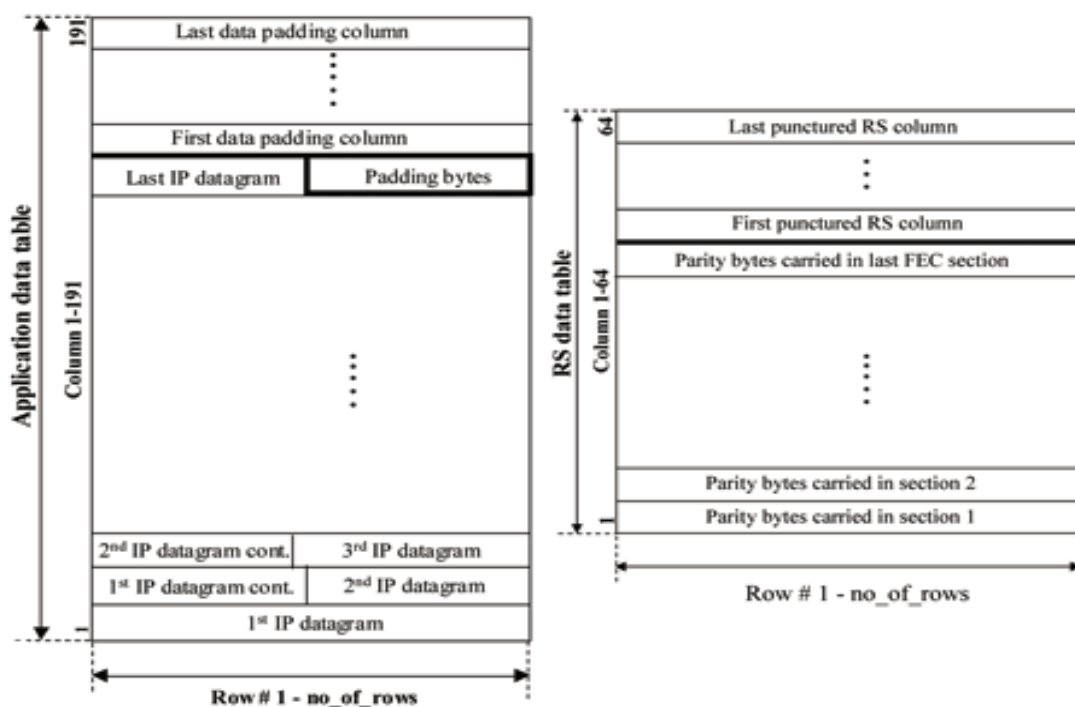 Application data table
Column 1-191
191
1
Last data padding column
First data padding column
Last IP datagram
Padding bytes
2nd IP datagram cont.
3rd IP datagram
1st IP datagram cont.
2nd IP datagram
1st IP datagram
Row # 1 - no_of_rows
RS data table
Column 1-64
64
1
Last punctured RS column
First punctured RS column
Parity bytes carried in last FEC section
Parity bytes carried in section 2
Parity bytes carried in section 1
Row # 1 - no_of_rows